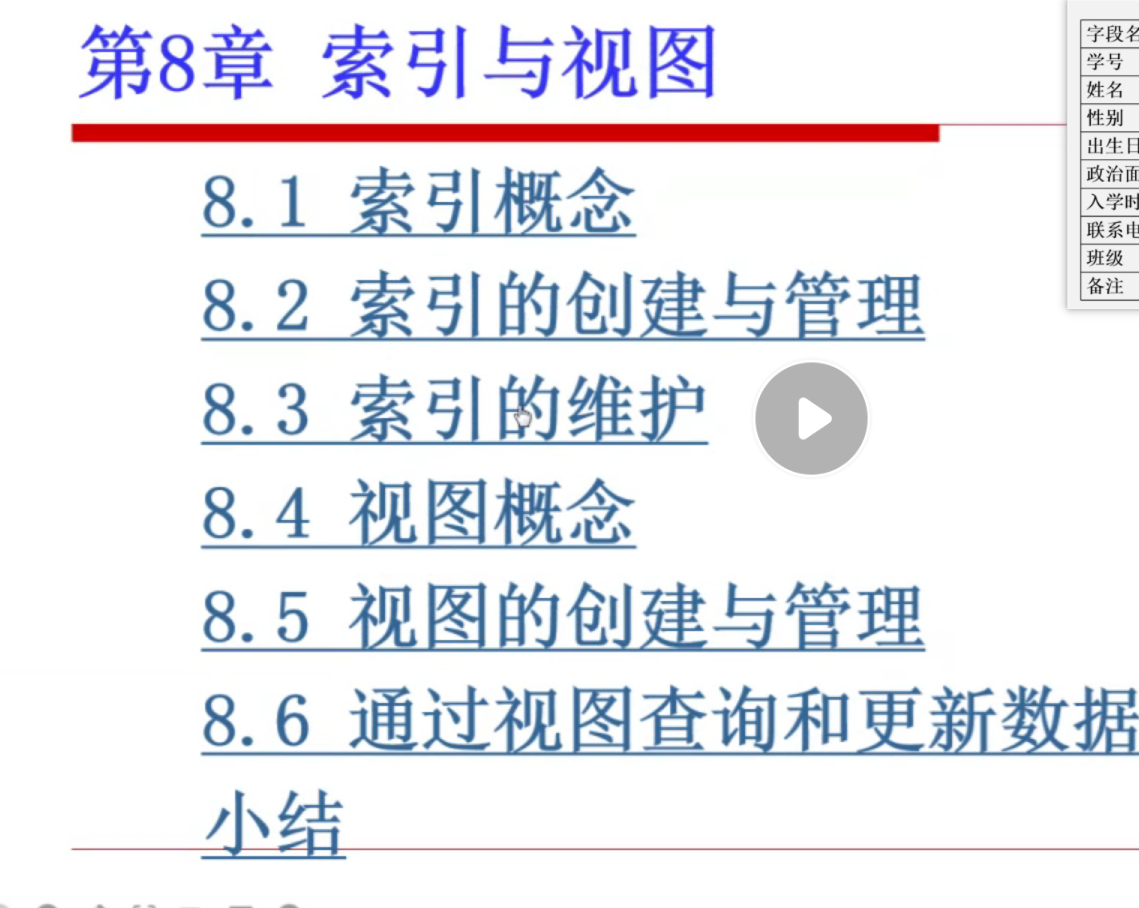 第8章 索引与视图
8.1 索引概念
8.2 索引的创建与管理
8.3 索引的维护
8.4 视图概念
8.5 视图的创建与管理
8.6 通过视图查询和更新数据
小结
字段名
学号
姓名
性别
出生日
政治面
入学时
联系电
班级
备注